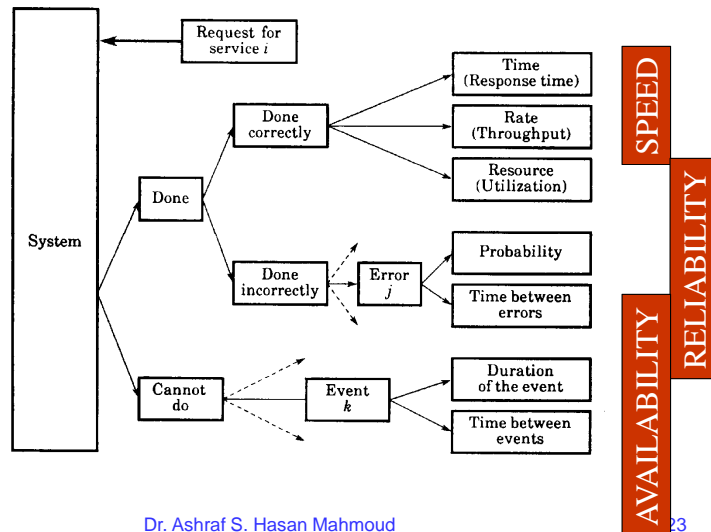 Request for
service i
System
Done
Done
correctly
Time
(Response time)
Rate
(Throughput)
Resource
(Utilization)
Done
incorrectly
Error
j
Probability
Time between
errors
Cannot
do
Event
k
Duration
of the event
Time between
events
SPEED
RELIABILITY
AVAILABILITY
Dr. Ashraf S. Hasan Mahmoud
23